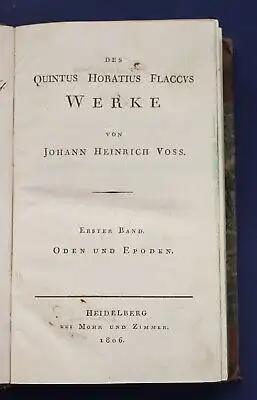 DES
QUINTUS HORATIUS FLACCVS
WERKE
VON
JOHANN HEINRICH VOSS.
ERSTER BAND.
ODEN UND EPODEN.
HEIDELBERG
BEI MOHR UND ZIMMER.
1806.